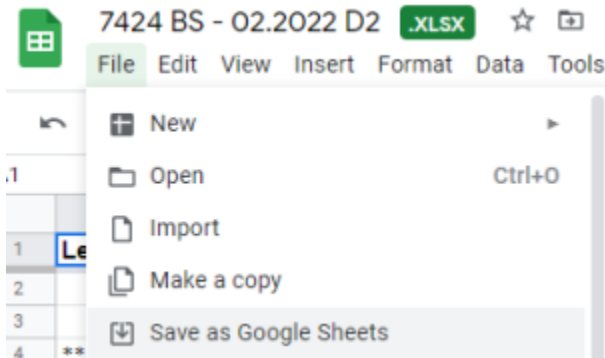 7424 BS - 02.2022 D2 .XLSX
File Edit View Insert Format Data Tools
New
Open Ctrl+O
Import
Make a copy
Save as Google Sheets
1
1 Le
2
3
4 **